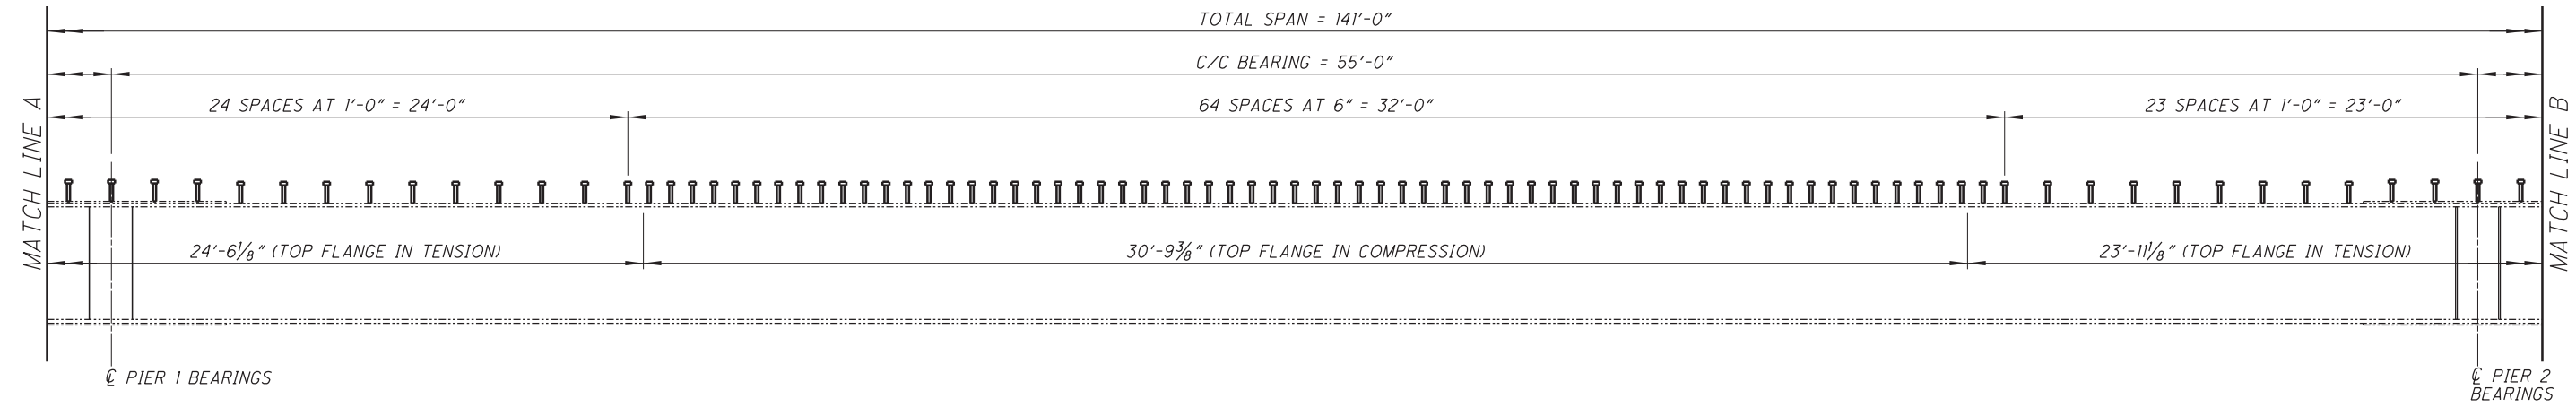 TOTAL SPAN = 141'-0"
C/C BEARING = 55'-0"
MATCH LINE A
24 SPACES AT 1'-0" = 24'-0"
64 SPACES AT 6" = 32'-0"
23 SPACES AT 1'-0" = 23'-0"
MATCH LINE B
24'-6⅛" (TOP FLANGE IN TENSION)
30'-9⅜" (TOP FLANGE IN COMPRESSION)
23'-11⅛" (TOP FLANGE IN TENSION)
℄ PIER 1 BEARINGS
℄ PIER 2
BEARINGS